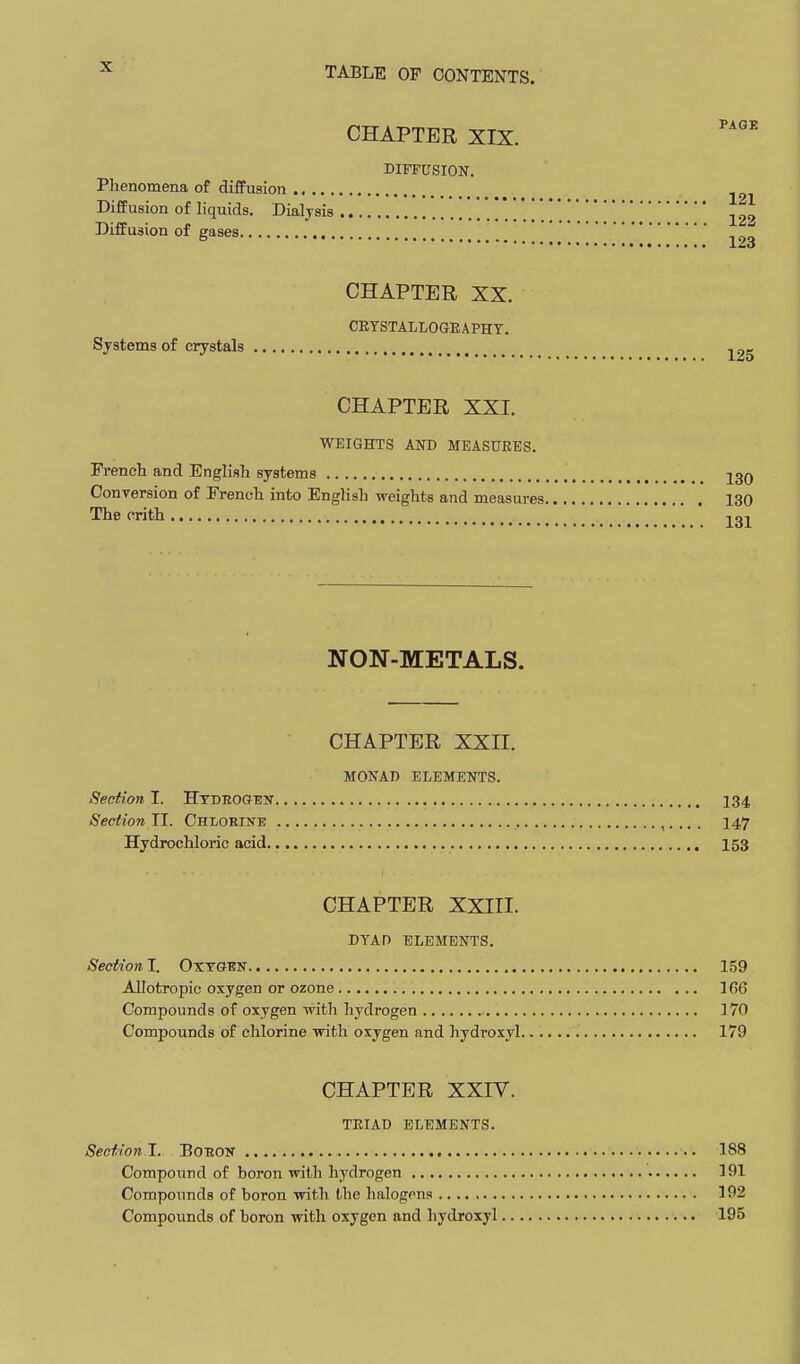 X
TABLE OF CONTENTS.
CHAPTER XIX.
PAGE
DIFFUSION.
Phenomena of diffusion .......... 121
Diffusion of liquids. Dialysis .......... 122
Diffusion of gases .......... 123
CHAPTER XX.
CRYSTALLOGRAPHY.
Systems of crystals .......... 125
CHAPTER XXI.
WEIGHTS AND MEASURES.
French and English systems .......... 130
Conversion of French into English weights and measures .......... 130
The crith .......... 131
NON-METALS.
CHAPTER XXII.
MONAD ELEMENTS.
Section I. HYDROGEN .......... 134
Section II. CHLORINE .......... 147
Hydrochloric acid .......... 153
CHAPTER XXIII.
DYAD ELEMENTS.
Section I. OXYGEN .......... 159
Allotropic oxygen or ozone .......... 166
Compounds of oxygen with hydrogen .......... 170
Compounds of chlorine with oxygen and hydroxyl .......... 179
CHAPTER XXIV.
TRIAD ELEMENTS.
Section I. BORON .......... 188
Compound of boron with hydrogen .......... 191
Compounds of boron with the halogens .......... 192
Compounds of boron with oxygen and hydroxyl .......... 195